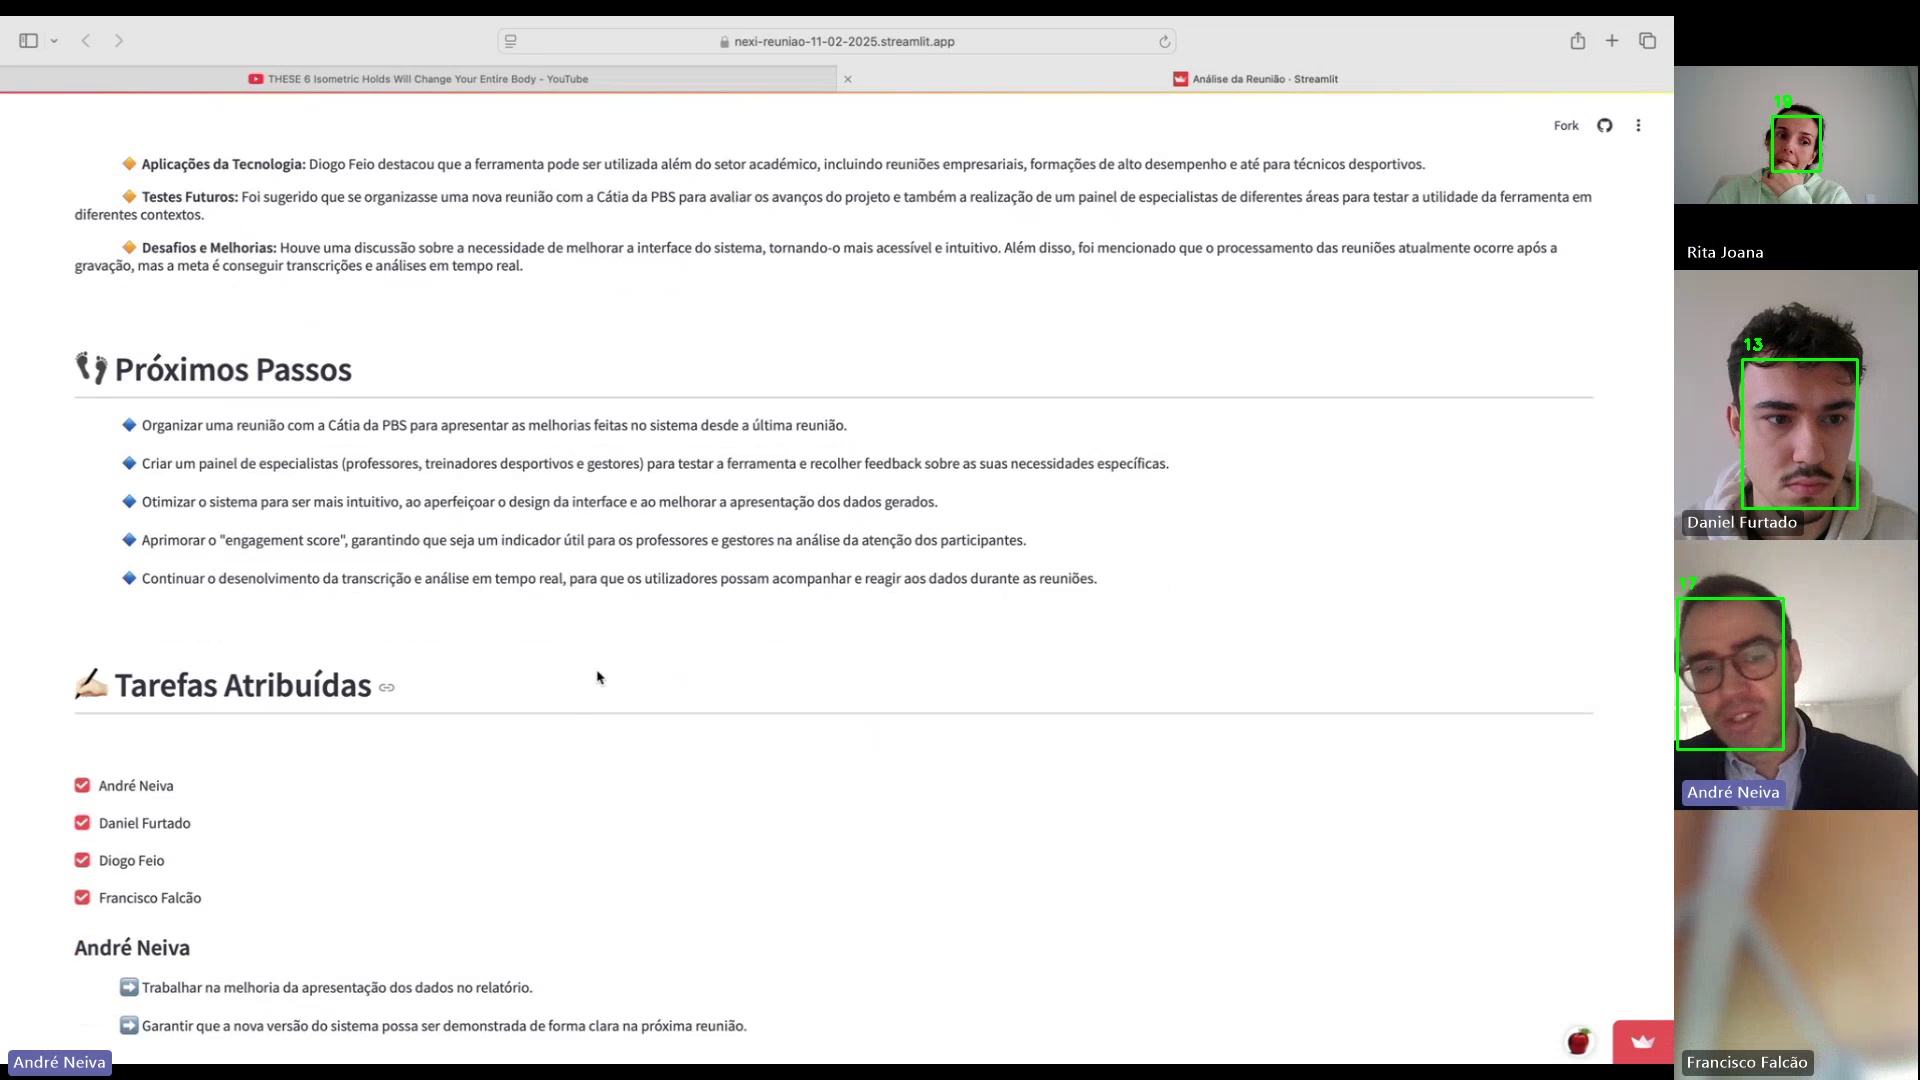 nexi-reuniao-11-02-2025.streamlit.app
THESE 6 Isometric Holds Will Change Your Entire Body - YouTube
Análise da Reunião · Streamlit
Fork
Aplicações da Tecnologia: Diogo Feio destacou que a ferramenta pode ser utilizada além do setor académico, incluindo reuniões empresariais, formações de alto desempenho e até para técnicos desportivos.
Testes Futuros: Foi sugerido que se organizasse uma nova reunião com a Cátia da PBS para avaliar os avanços do projeto e também a realização de um painel de especialistas de diferentes áreas para testar a utilidade da ferramenta em
diferentes contextos.
Desafios e Melhorias: Houve uma discussão sobre a necessidade de melhorar a interface do sistema, tornando-o mais acessível e intuitivo. Além disso, foi mencionado que o processamento das reuniões atualmente ocorre após a
gravação, mas a meta é conseguir transcrições e análises em tempo real.
Próximos Passos
Organizar uma reunião com a Cátia da PBS para apresentar as melhorias feitas no sistema desde a última reunião.
Criar um painel de especialistas (professores, treinadores desportivos e gestores) para testar a ferramenta e recolher feedback sobre as suas necessidades específicas.
Otimizar o sistema para ser mais intuitivo, ao aperfeiçoar o design da interface e ao melhorar a apresentação dos dados gerados.
Aprimorar o "engagement score", garantindo que seja um indicador útil para os professores e gestores na análise da atenção dos participantes.
Continuar o desenolvimento da transcrição e análise em tempo real, para que os utilizadores possam acompanhar e reagir aos dados durante as reuniões.
Tarefas Atribuídas
André Neiva
Daniel Furtado
Diogo Feio
Francisco Falcão
André Neiva
Trabalhar na melhoria da apresentação dos dados no relatório.
Garantir que a nova versão do sistema possa ser demonstrada de forma clara na próxima reunião.
André Neiva
19
Rita Joana
13
Daniel Furtado
17
André Neiva
Francisco Falcão